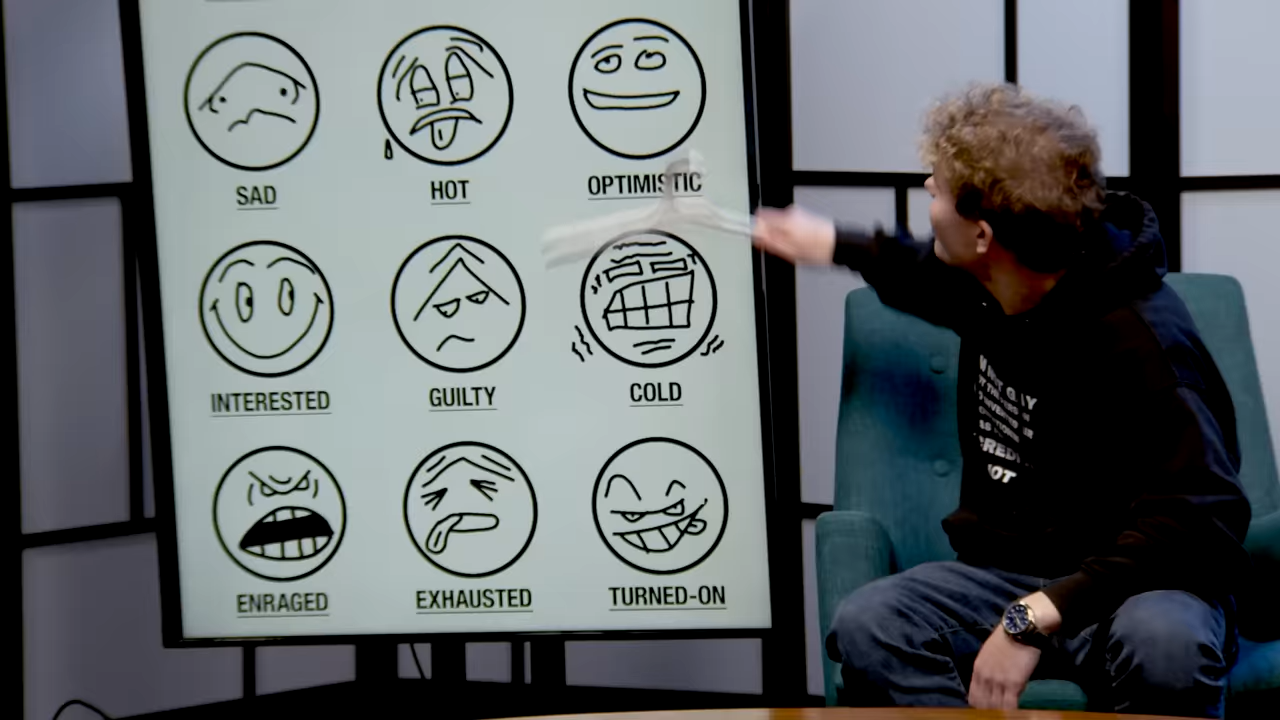 SAD HOT OPTIMISTIC
INTERESTED GUILTY COLD
ENRAGED EXHAUSTED TURNED-ON